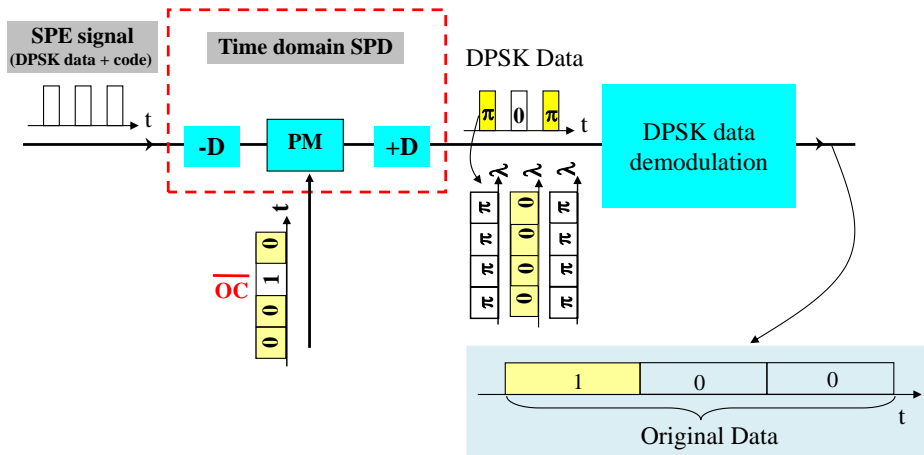 SPE signal
(DPSK data + code)
Time domain SPD
DPSK Data
t
-D
PM
+D
π 0 π
t
DPSK data
demodulation
λ λ λ
π 0 π
π 0 π
π 0 π
π 0 π
t
0
1
0
0
OC
1 0 0
t
Original Data